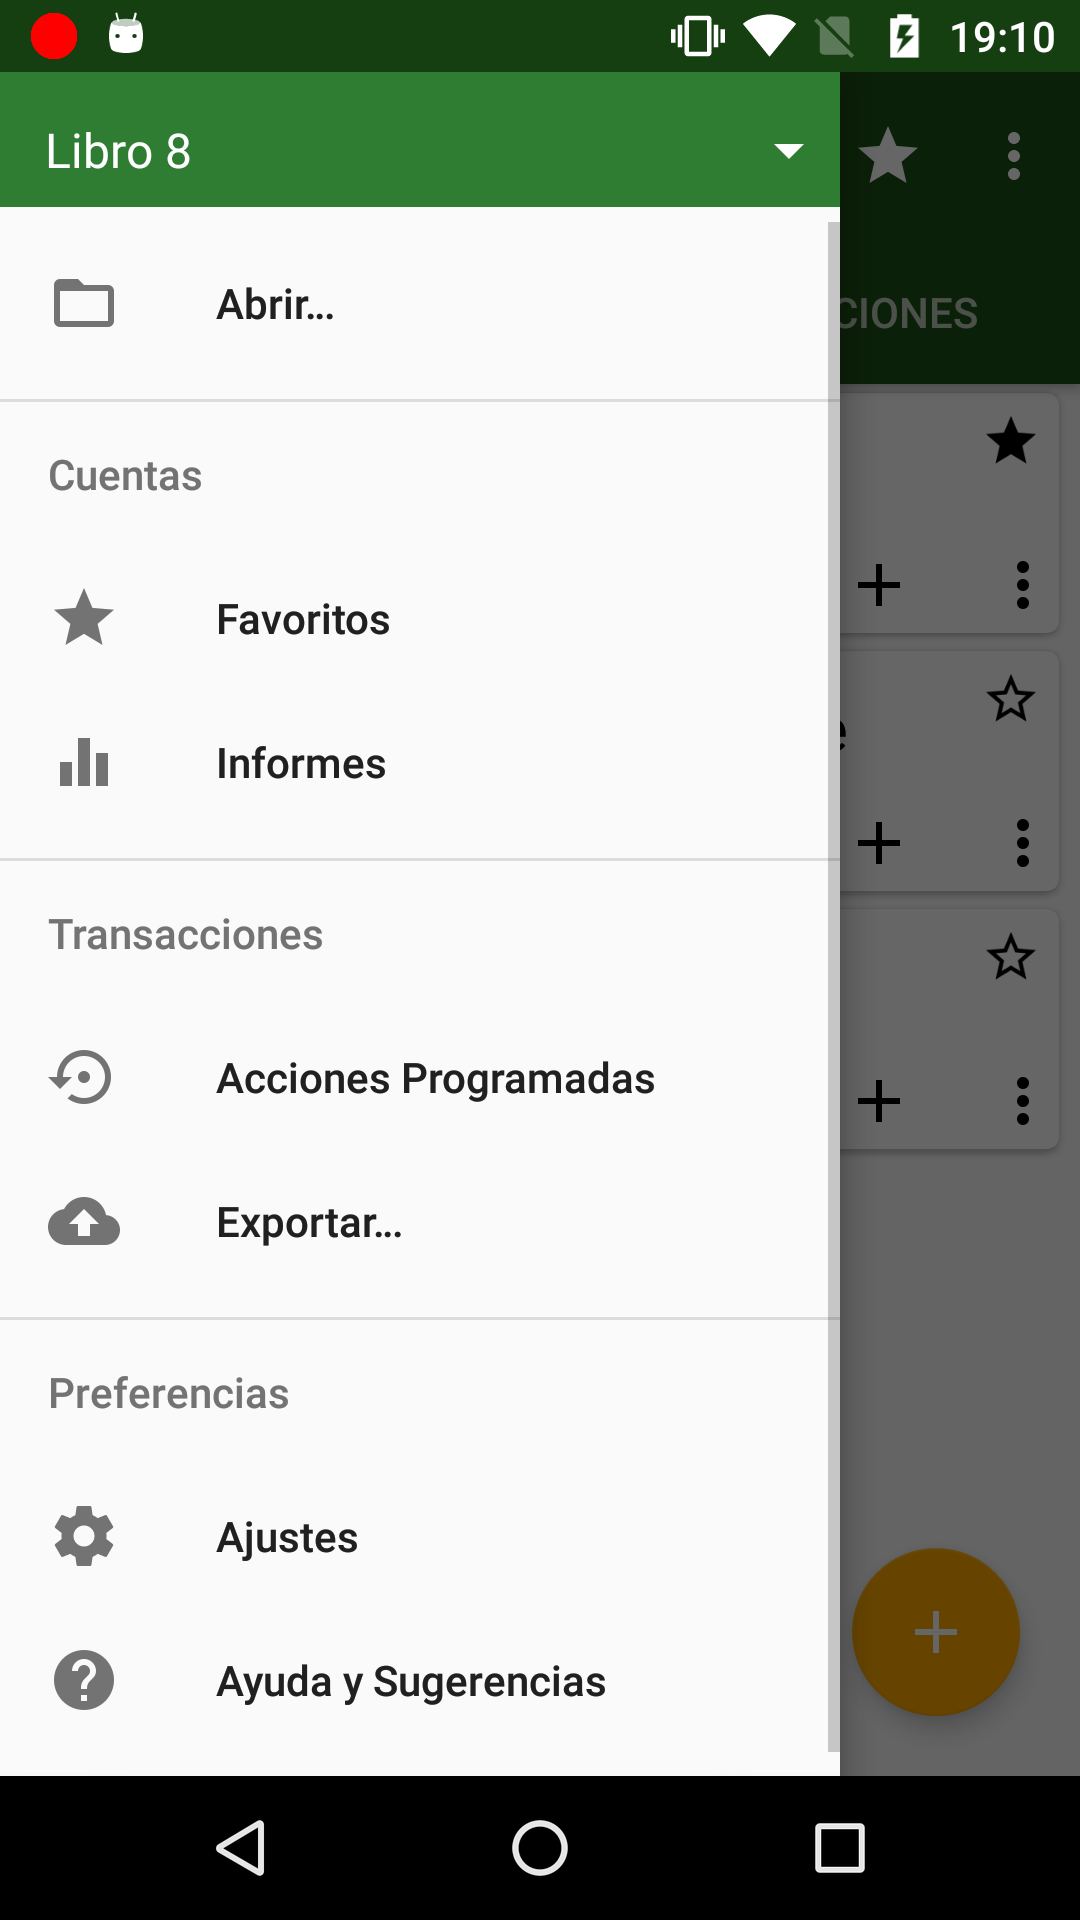 19:10
Libro 8
CIONES
Abrir...
Cuentas
Favoritos
Informes
Transacciones
Acciones Programadas
Exportar...
Preferencias
Ajustes
Ayuda y Sugerencias